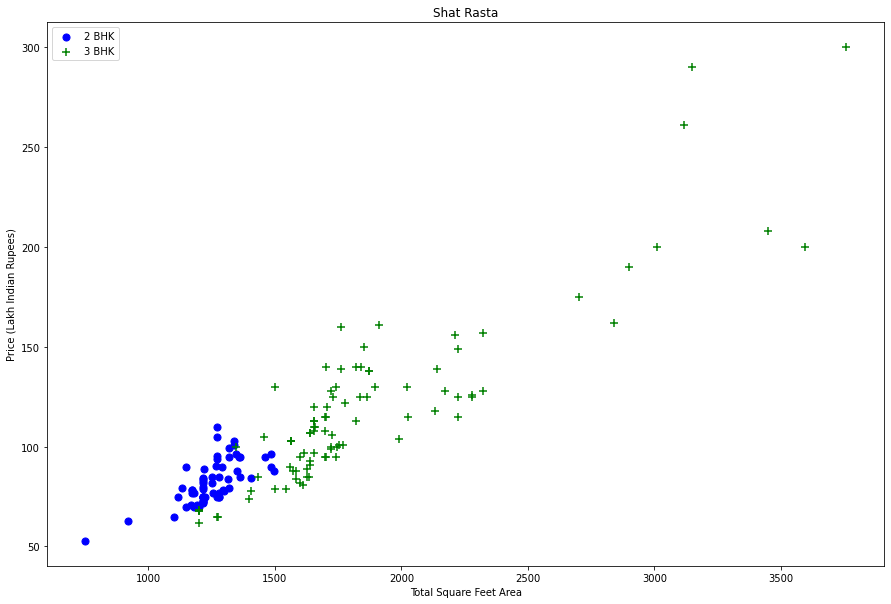 Shat Rasta
2 BHK
3 BHK
300
250
200
150
100
50
Price (Lakh Indian Rupees)
1000 1500 2000 2500 3000 3500
Total Square Feet Area